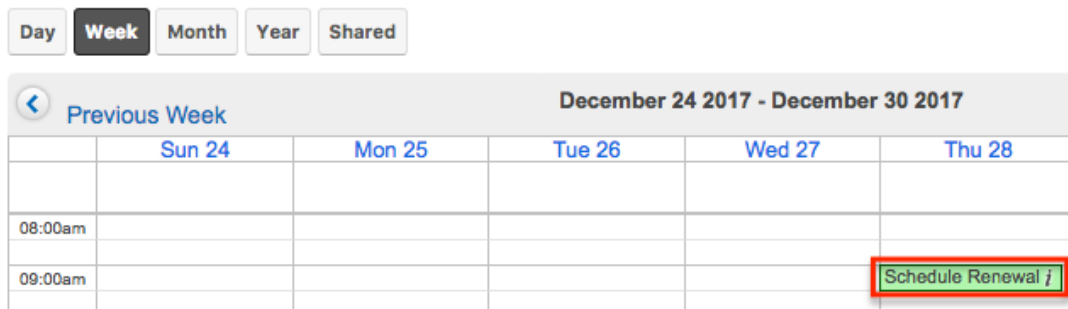 Day Week Month Year Shared
Previous Week December 24 2017 - December 30 2017
Sun 24 Mon 25 Tue 26 Wed 27 Thu 28
08:00am
09:00am Schedule Renewal i